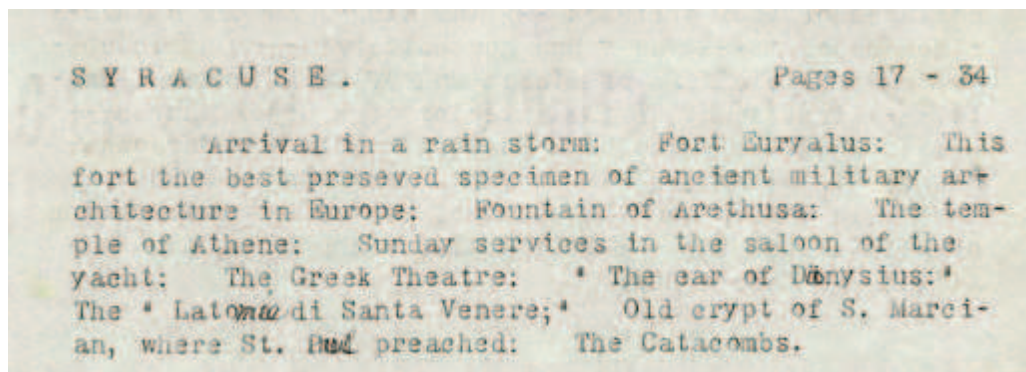 SYRACUSE. Pages 17 - 34
Arrival in a rain storm: Fort Euryalus: This
fort the best preseved specimen of ancient military ar-
chitecture in Europe: Fountain of Arethusa: The tem-
ple of Athene: Sunday services in the saloon of the
yacht: The Greek Theatre: " The ear of Dionysius:"
The " Latomia di Santa Venere;" Old crypt of S. Marci-
an, where St. Paul preached: The Catacombs.